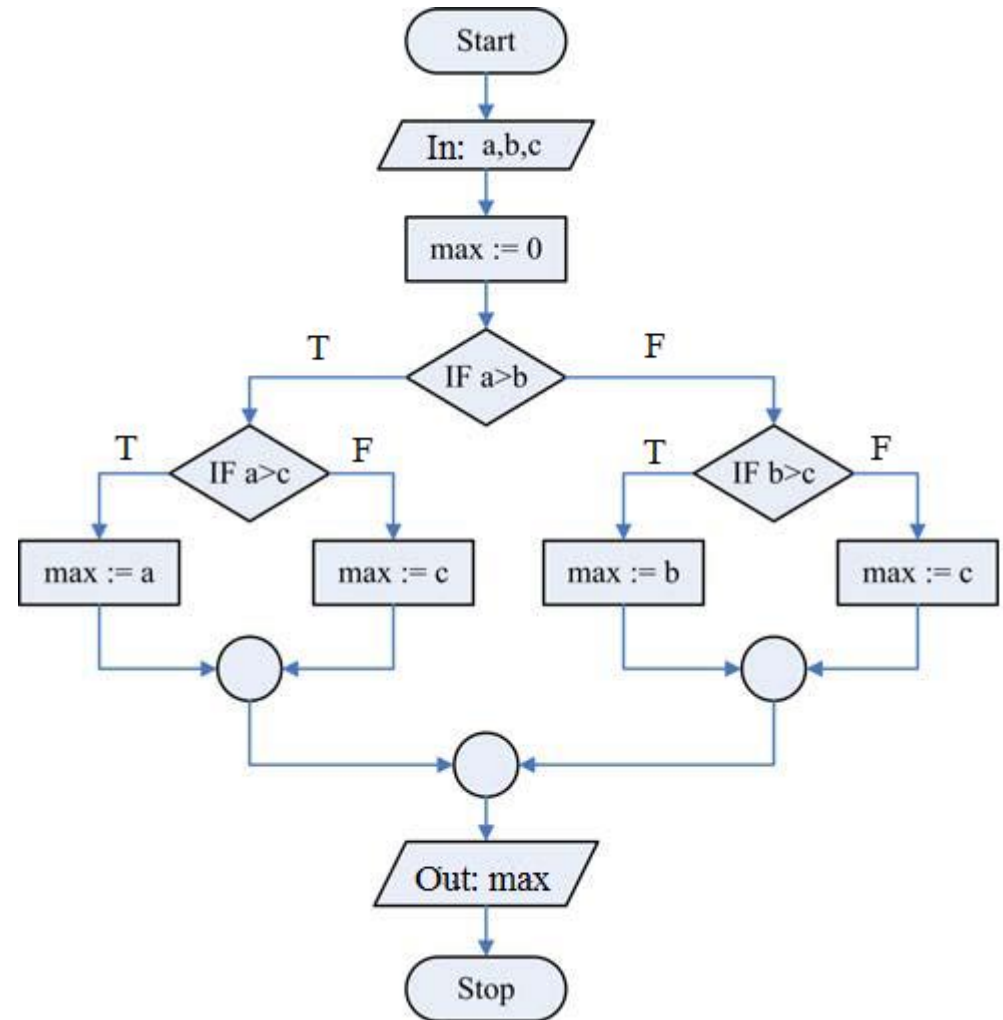 Start
In: a,b,c
max := 0
T
F
IF a>b
T
F
T
F
IF a>c
IF b>c
max := a
max := c
max := b
max := c
Out: max
Stop